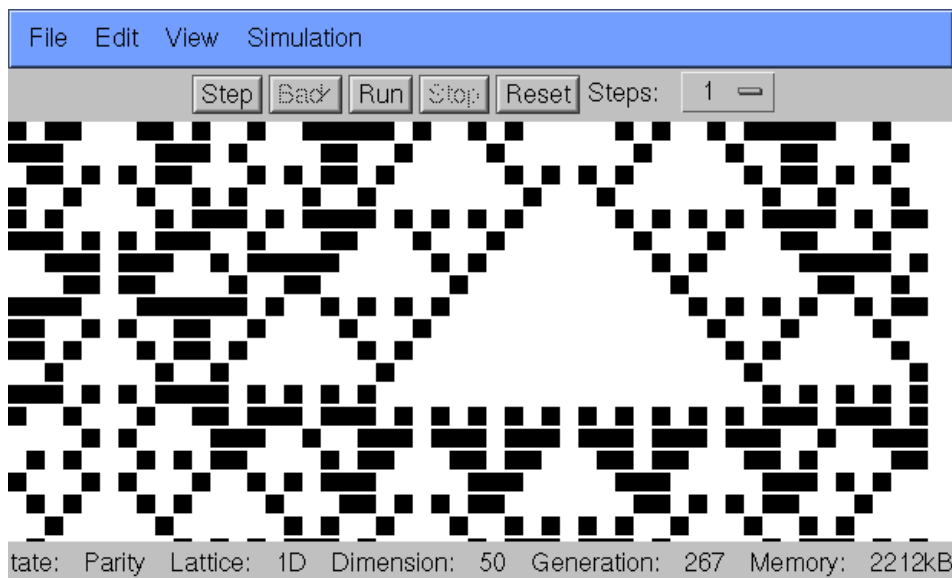 File Edit View Simulation
Step Back Run Stop Reset Steps: 1
tate: Parity Lattice: 1D Dimension: 50 Generation: 267 Memory: 2212kB